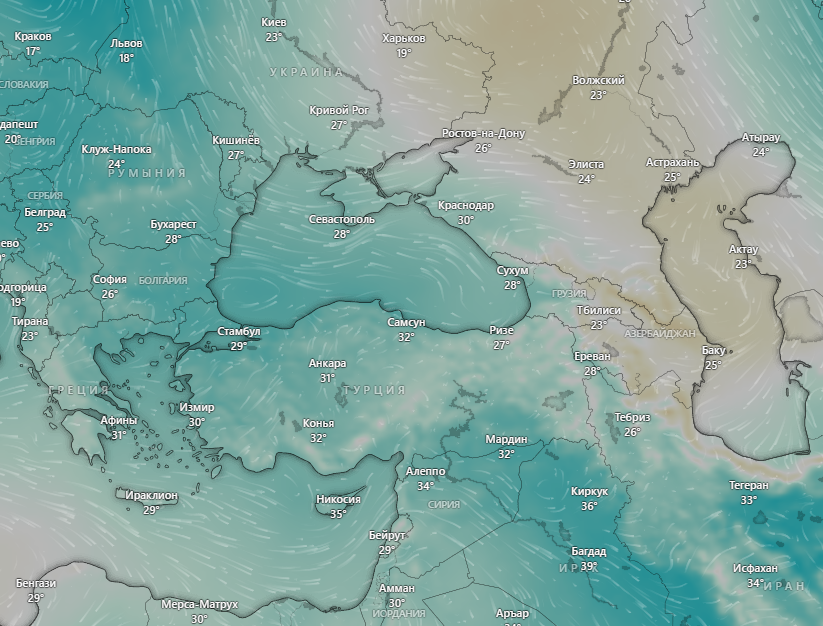 Киев
23°
Харьков
19°
Краков
17°
Львов
18°
УКРАИНА
Волжский
23°
СЛОВАКИЯ
Кривой Рог
27°
дапешт
20°
ВЕНГРИЯ
Клуж-Напока
24°
Кишинёв
27°
Ростов-на-Дону
26°
Атырау
24°
РУМЫНИЯ
Элиста
24°
Астрахань
25°
СЕРБИЯ
Белград
25°
Бухарест
28°
Севастополь
28°
Краснодар
30°
ево
Актау
23°
София
26°
БОЛГАРИЯ
Сухум
28°
одгорица
19°
ГРУЗИЯ
Тбилиси
23°
Тирана
23°
Стамбул
29°
Самсун
32°
Ризе
27°
АЗЕРБАЙДЖАН
Баку
25°
Ереван
28°
Анкара
31°
ГРЕЦИЯ
ТУРЦИЯ
Измир
30°
Афины
31°
Конья
32°
Тебриз
26°
Мардин
32°
Алеппо
34°
СИРИЯ
Тегеран
33°
Ираклион
29°
Никосия
35°
Киркук
36°
Бейрут
29°
Багдад
39°
ИРАК
Исфахан
34°
ИРАН
Бенгази
29°
Мерса-Матрух
30°
Амман
30°
ИОРДАНИЯ
Аръар